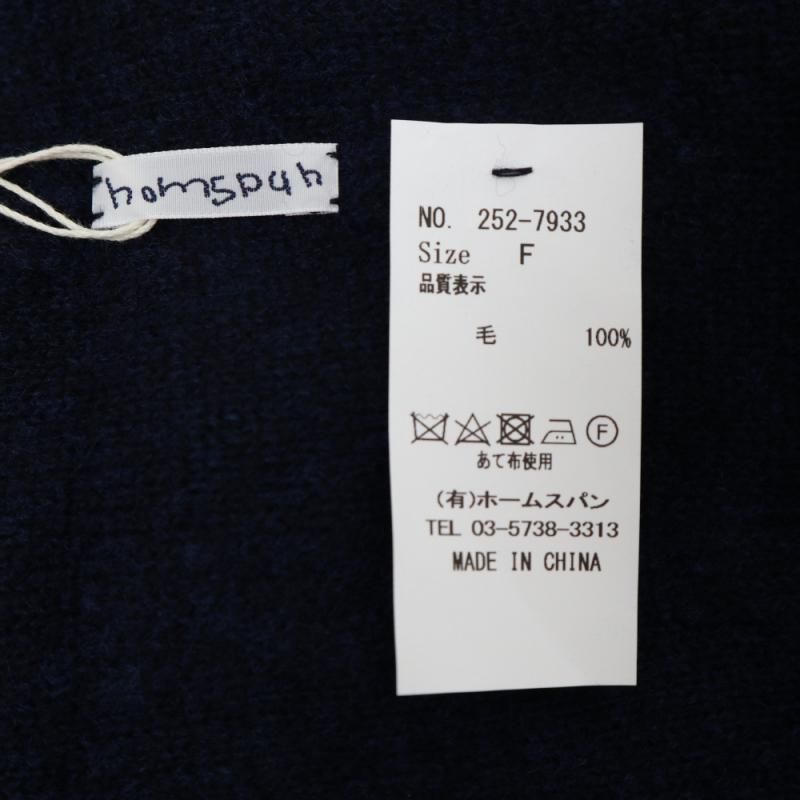 homspun
NO. 252-7933
Size F
品質表示
毛 100%
F
あて布使用
(有)ホームスパン
TEL 03-5738-3313
MADE IN CHINA